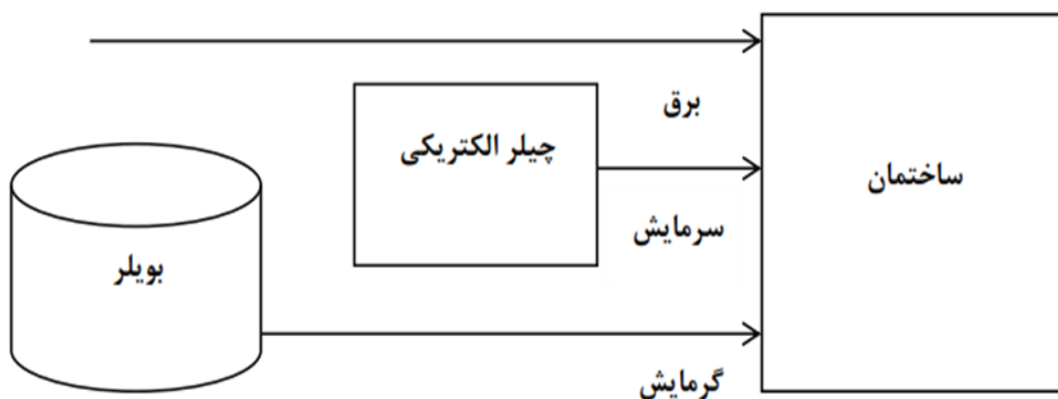 برق
چیلر الکتریکی
ساختمان
سرمایش
بویلر
گرمایش